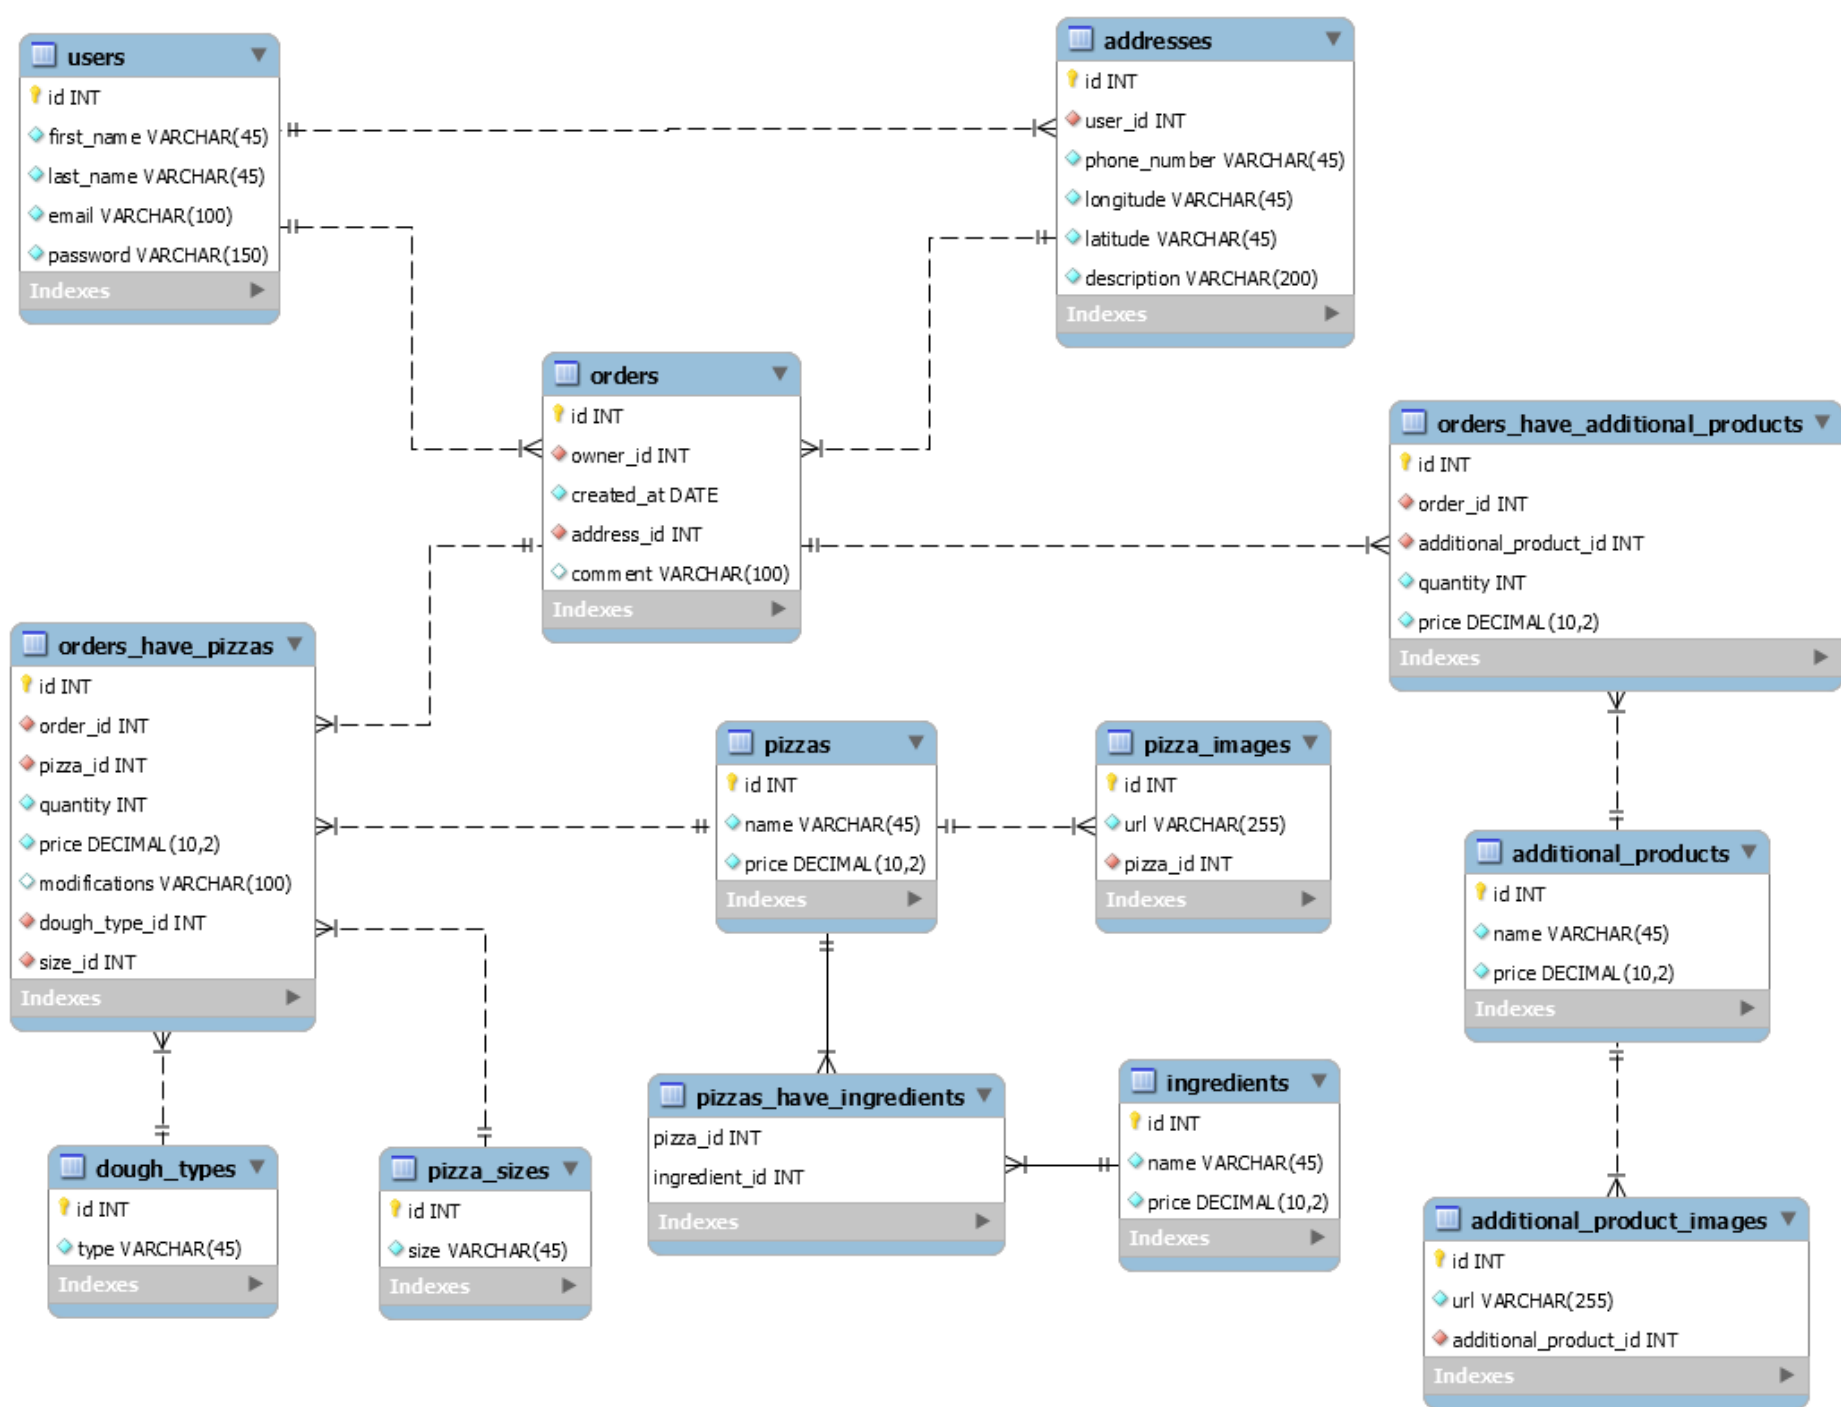 users
id INT
first_name VARCHAR(45)
last_name VARCHAR(45)
email VARCHAR(100)
password VARCHAR(150)
Indexes
addresses
id INT
user_id INT
phone_number VARCHAR(45)
longitude VARCHAR(45)
latitude VARCHAR(45)
description VARCHAR(200)
Indexes
orders
id INT
owner_id INT
created_at DATE
address_id INT
comment VARCHAR(100)
Indexes
orders_have_additional_products
id INT
order_id INT
additional_product_id INT
quantity INT
price DECIMAL(10,2)
Indexes
orders_have_pizzas
id INT
order_id INT
pizza_id INT
quantity INT
price DECIMAL(10,2)
modifications VARCHAR(100)
dough_type_id INT
size_id INT
Indexes
pizzas
id INT
name VARCHAR(45)
price DECIMAL(10,2)
Indexes
pizza_images
id INT
url VARCHAR(255)
pizza_id INT
Indexes
additional_products
id INT
name VARCHAR(45)
price DECIMAL(10,2)
Indexes
dough_types
id INT
type VARCHAR(45)
Indexes
pizza_sizes
id INT
size VARCHAR(45)
Indexes
pizzas_have_ingredients
pizza_id INT
ingredient_id INT
Indexes
ingredients
id INT
name VARCHAR(45)
price DECIMAL(10,2)
Indexes
additional_product_images
id INT
url VARCHAR(255)
additional_product_id INT
Indexes